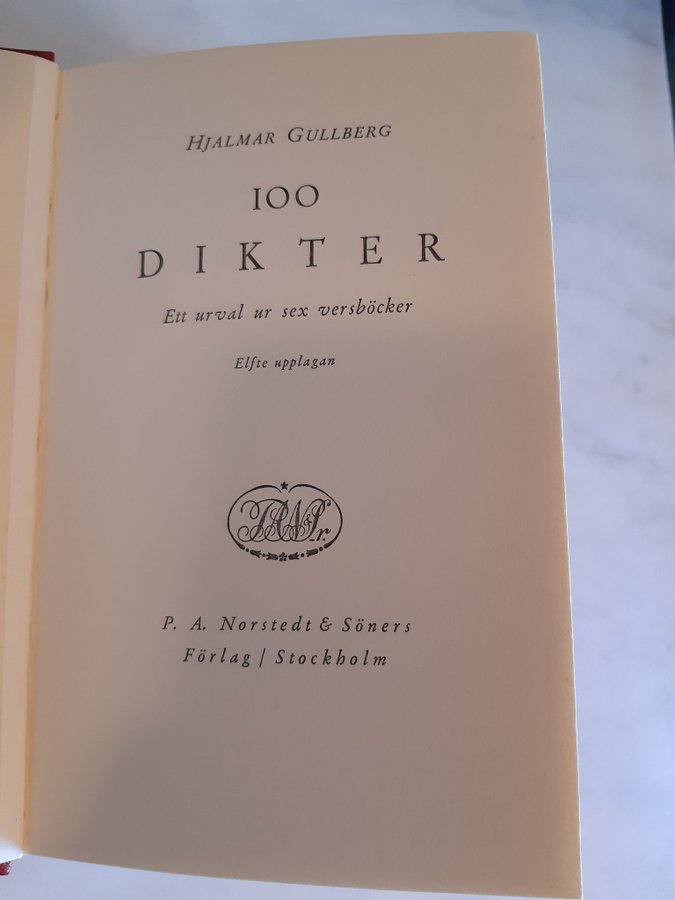 HJALMAR GULLBERG
100
DIKTER
Ett urval ur sex versböcker
Elfte upplagan
P. A. Norstedt & Söners
Förlag / Stockholm